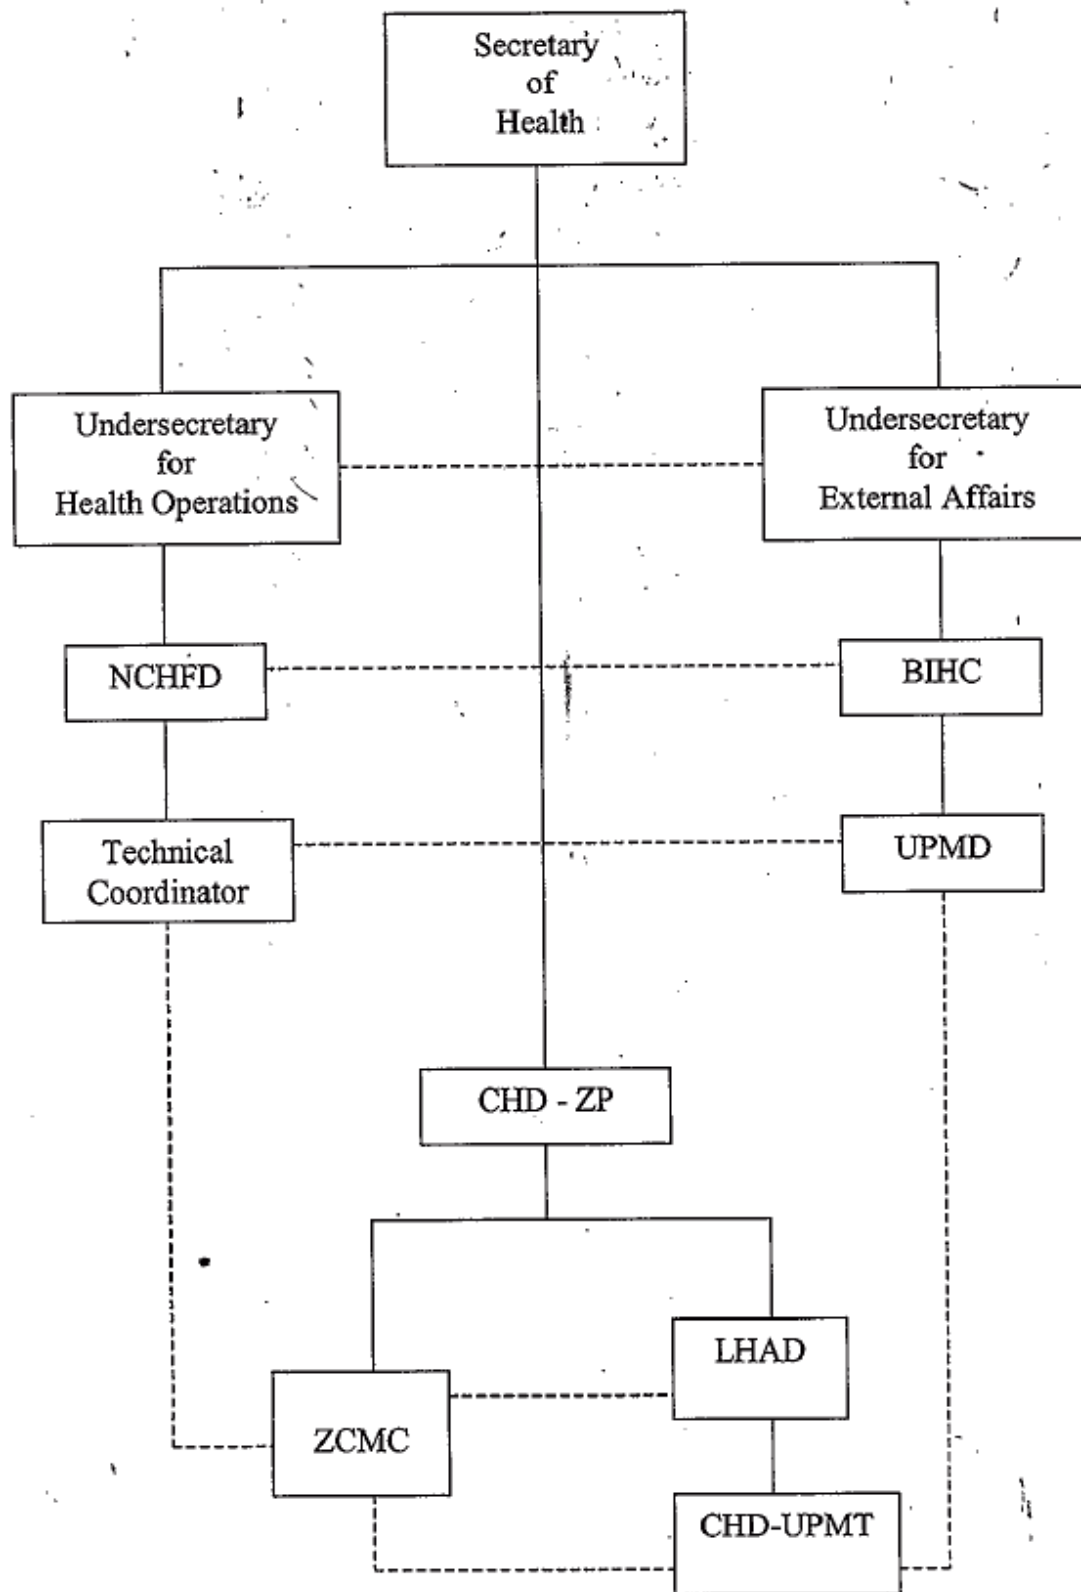 Secretary
of
Health
Undersecretary
for
Health Operations
Undersecretary
for
External Affairs
NCHFD
BIHC
Technical
Coordinator
UPMD
CHD - ZP
LHAD
ZCMC
CHD-UPMT